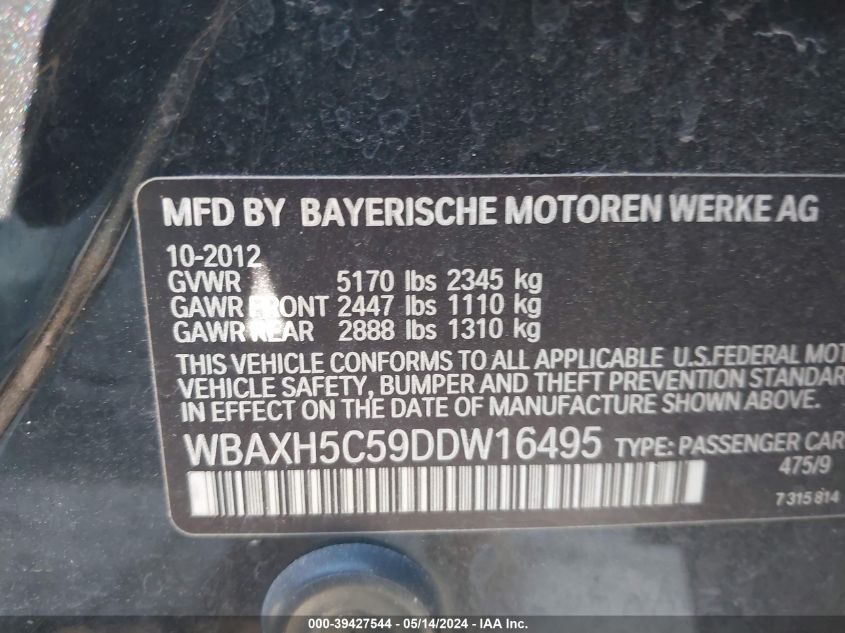 MFD BY BAYERISCHE MOTOREN WERKE AG
10-2012
GVWR 5170 lbs 2345 kg
GAWR FRONT 2447 lbs 1110 kg
GAWR REAR 2888 lbs 1310 kg
THIS VEHICLE CONFORMS TO ALL APPLICABLE U.S.FEDERAL MOT
VEHICLE SAFETY, BUMPER AND THEFT PREVENTION STANDAR
IN EFFECT ON THE DATE OF MANUFACTURE SHOWN ABOVE.
WBAXH5C59DDW16495 TYPE: PASSENGER CAR
475/9
7 315 814
000-39427544 - 05/14/2024 - IAA Inc.